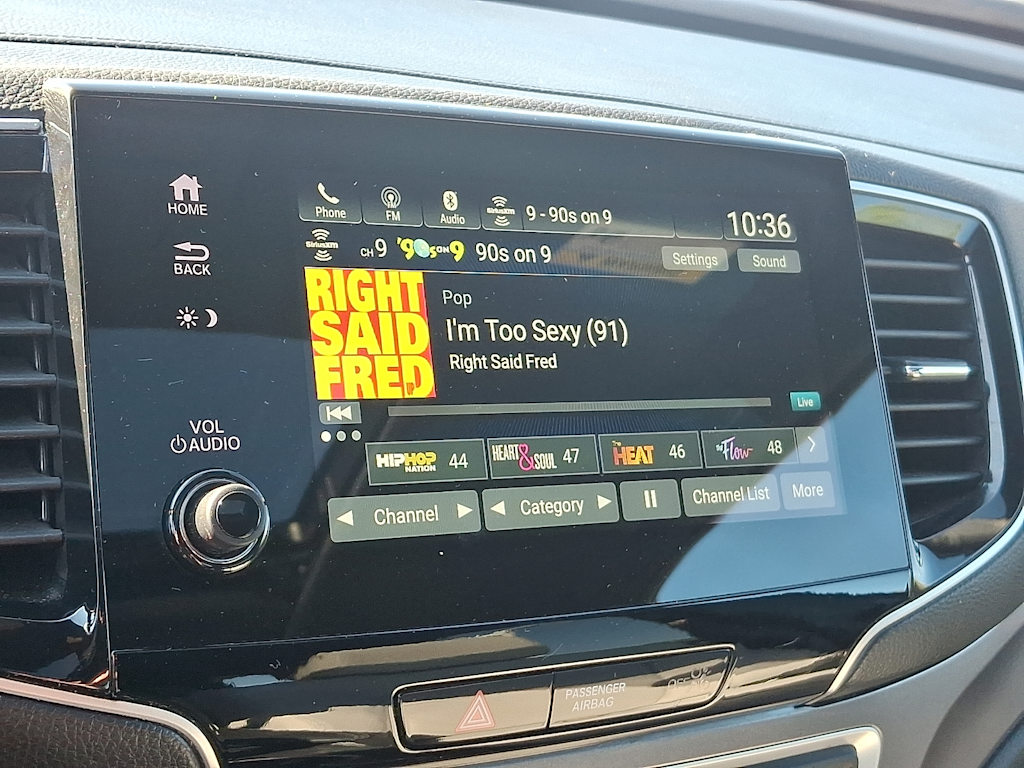 HOME
BACK
VOL
AUDIO
Phone
FM
Audio
SiriusXM
9 - 90s on 9
10:36
SiriusXM
CH 9
'90s ON 9
90s on 9
Settings
Sound
RIGHT
SAID
FRED
Pop
I'm Too Sexy (91)
Right Said Fred
Live
HIPHOP
NATION
44
HEART & SOUL
47
The
HEAT
46
The Flow
48
Channel
Category
Channel List
More
PASSENGER
AIRBAG
OFF